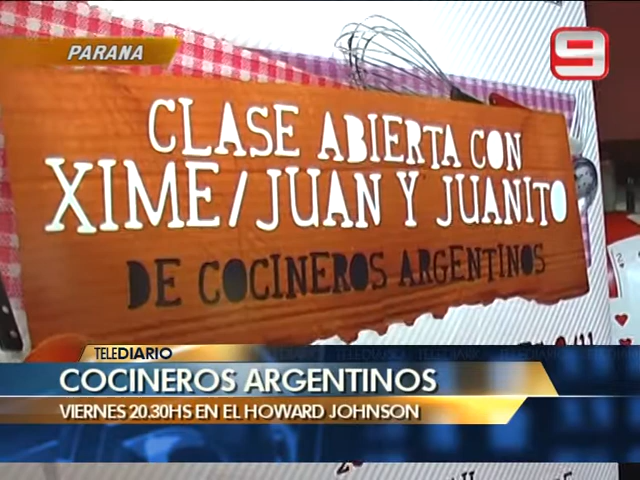 PARANA
9
CLASE ABIERTA CON
XIME/JUAN Y JUANITO
DE COCINEROS ARGENTINOS
TELEDIARIO
COCINEROS ARGENTINOS
VIERNES 20.30HS EN EL HOWARD JOHNSON